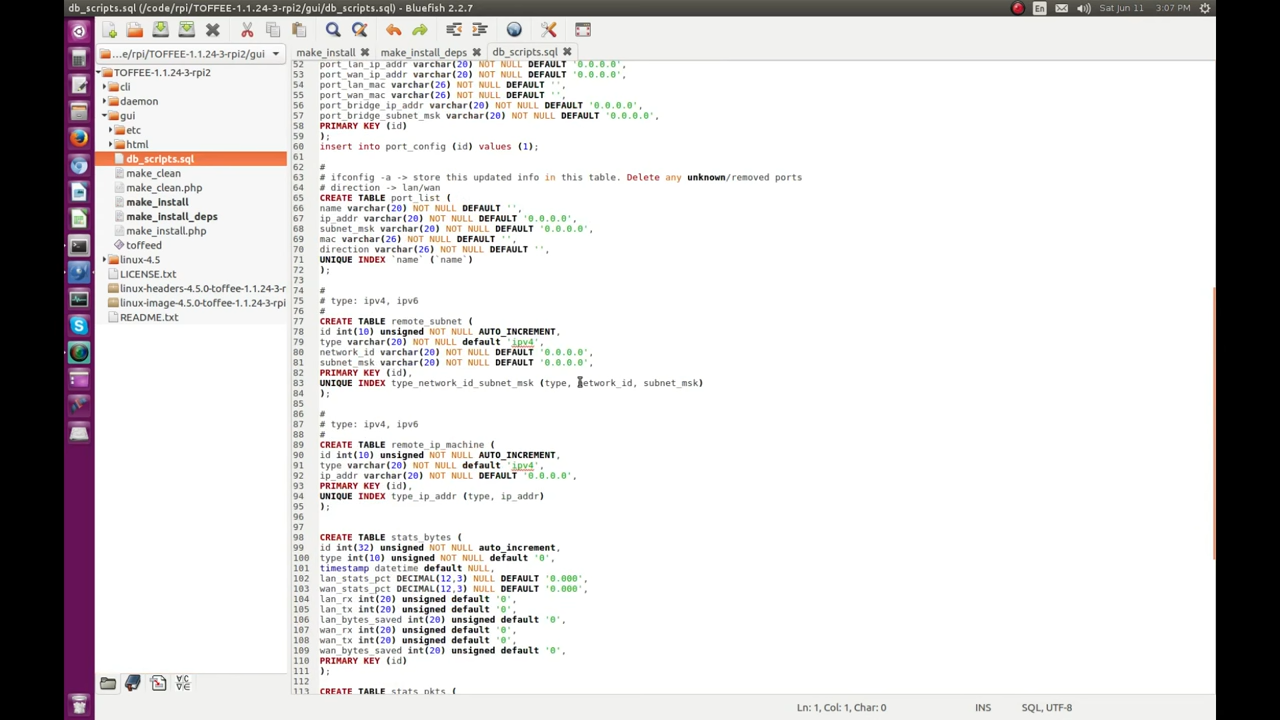 db_scripts.sql (/code/rpi/TOFFEE-1.1.24-3-rpi2/gui/db_scripts.sql) - Bluefish 2.2.7
En
Sat Jun 11
3:07 PM
...e/rpi/TOFFEE-1.1.24-3-rpi2/gui
make_install
make_install_deps
db_scripts.sql
TOFFEE-1.1.24-3-rpi2
cli
daemon
gui
etc
html
db_scripts.sql
make_clean
make_clean.php
make_install
make_install_deps
make_install.php
toffeed
linux-4.5
LICENSE.txt
linux-headers-4.5.0-toffee-1.1.24-3-r
linux-image-4.5.0-toffee-1.1.24-3-rpi
README.txt
52 port_lan_ip_addr varchar(20) NOT NULL DEFAULT '0.0.0.0',
53 port_wan_ip_addr varchar(20) NOT NULL DEFAULT '0.0.0.0',
54 port_lan_mac varchar(26) NOT NULL DEFAULT '',
55 port_wan_mac varchar(26) NOT NULL DEFAULT '',
56 port_bridge_ip_addr varchar(20) NOT NULL DEFAULT '0.0.0.0',
57 port_bridge_subnet_msk varchar(20) NOT NULL DEFAULT '0.0.0.0',
58 PRIMARY KEY (id)
59 );
60 insert into port_config (id) values (1);
61
62 #
63 # ifconfig -a -> store this updated info in this table. Delete any unknown/removed ports
64 # direction -> lan/wan
65 CREATE TABLE port_list (
66 name varchar(20) NOT NULL DEFAULT '',
67 ip_addr varchar(20) NOT NULL DEFAULT '0.0.0.0',
68 subnet_msk varchar(20) NOT NULL DEFAULT '0.0.0.0',
69 mac varchar(26) NOT NULL DEFAULT '',
70 direction varchar(26) NOT NULL DEFAULT '',
71 UNIQUE INDEX `name` (`name`)
72 );
73
74 #
75 # type: ipv4, ipv6
76 #
77 CREATE TABLE remote_subnet (
78 id int(10) unsigned NOT NULL AUTO_INCREMENT,
79 type varchar(20) NOT NULL default 'ipv4',
80 network_id varchar(20) NOT NULL DEFAULT '0.0.0.0',
81 subnet_msk varchar(20) NOT NULL DEFAULT '0.0.0.0',
82 PRIMARY KEY (id),
83 UNIQUE INDEX type_network_id_subnet_msk (type, network_id, subnet_msk)
84 );
85
86 #
87 # type: ipv4, ipv6
88 #
89 CREATE TABLE remote_ip_machine (
90 id int(10) unsigned NOT NULL AUTO_INCREMENT,
91 type varchar(20) NOT NULL default 'ipv4',
92 ip_addr varchar(20) NOT NULL DEFAULT '0.0.0.0',
93 PRIMARY KEY (id),
94 UNIQUE INDEX type_ip_addr (type, ip_addr)
95 );
96
97
98 CREATE TABLE stats_bytes (
99 id int(32) unsigned NOT NULL auto_increment,
100 type int(10) unsigned NOT NULL default '0',
101 timestamp datetime default NULL,
102 lan_stats_pct DECIMAL(12,3) NULL DEFAULT '0.000',
103 wan_stats_pct DECIMAL(12,3) NULL DEFAULT '0.000',
104 lan_rx int(20) unsigned default '0',
105 lan_tx int(20) unsigned default '0',
106 lan_bytes_saved int(20) unsigned default '0',
107 wan_rx int(20) unsigned default '0',
108 wan_tx int(20) unsigned default '0',
109 wan_bytes_saved int(20) unsigned default '0',
110 PRIMARY KEY (id)
111 );
112
113 CREATE TABLE stats_pkts (
Ln: 1, Col: 1, Char: 0
INS
SQL, UTF-8